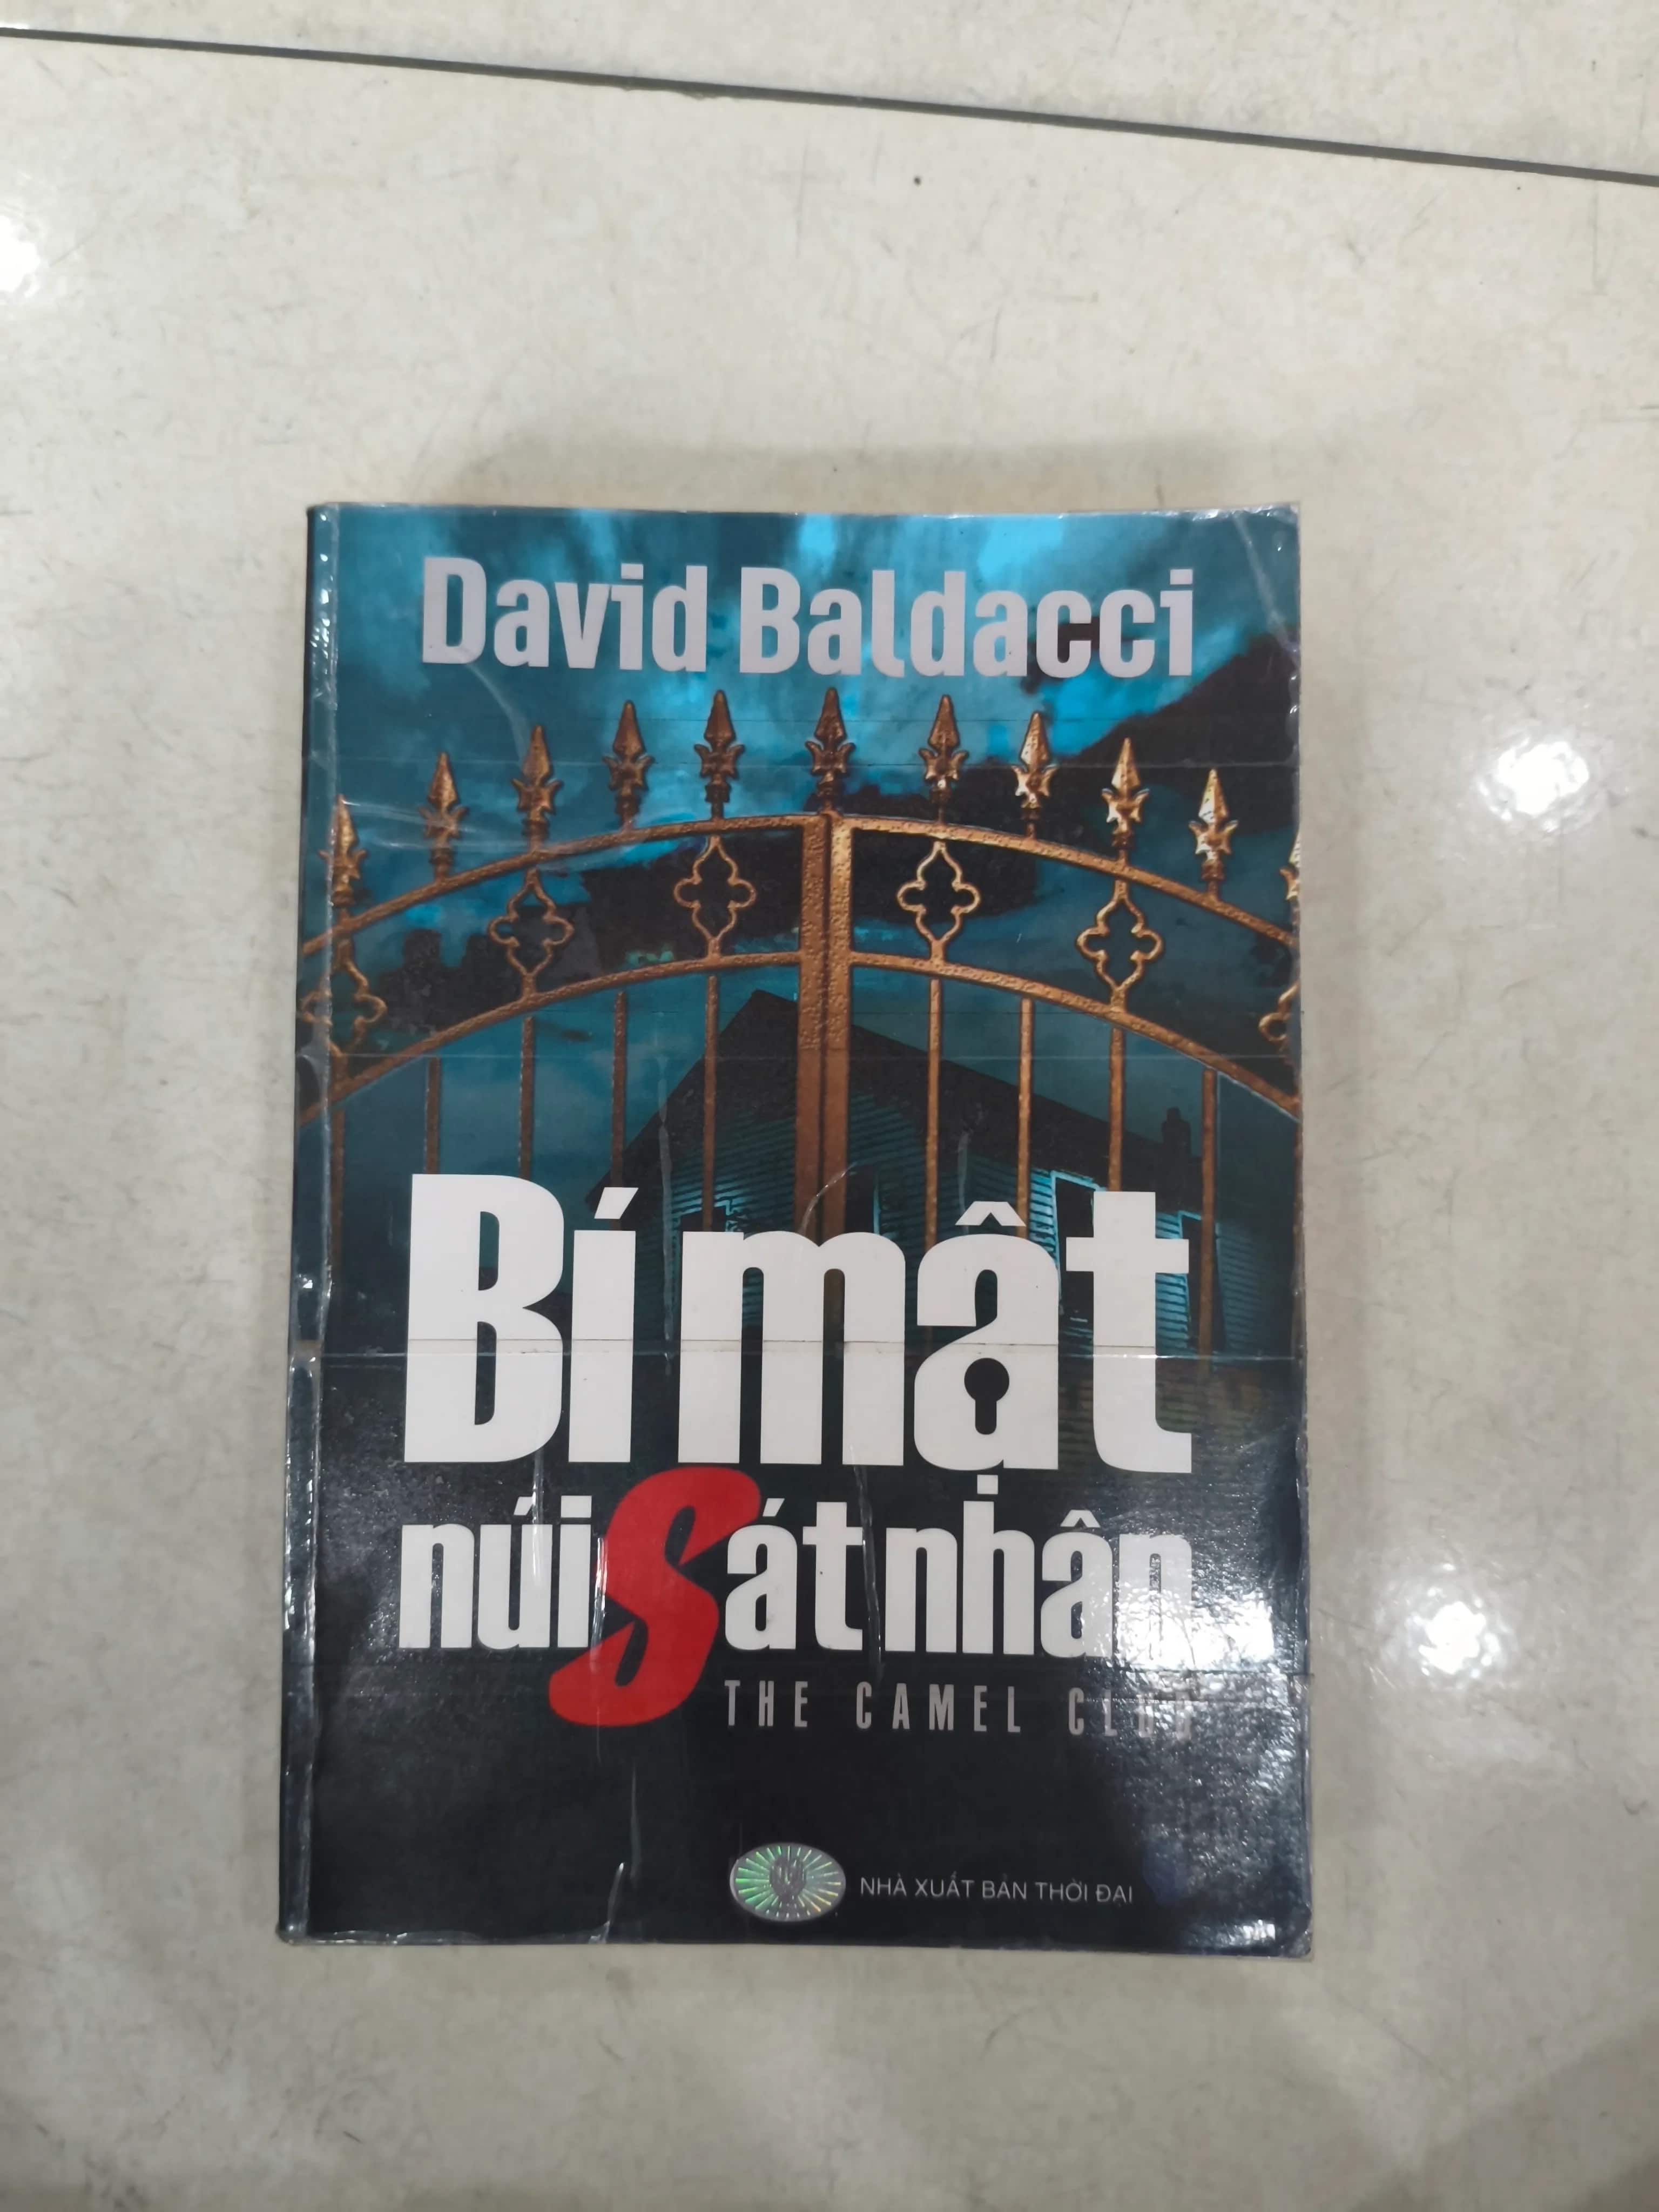 David Baldacci
Bí mật
núi Sát nhân
THE CAMEL CLUB
NHÀ XUẤT BẢN THỜI ĐẠI